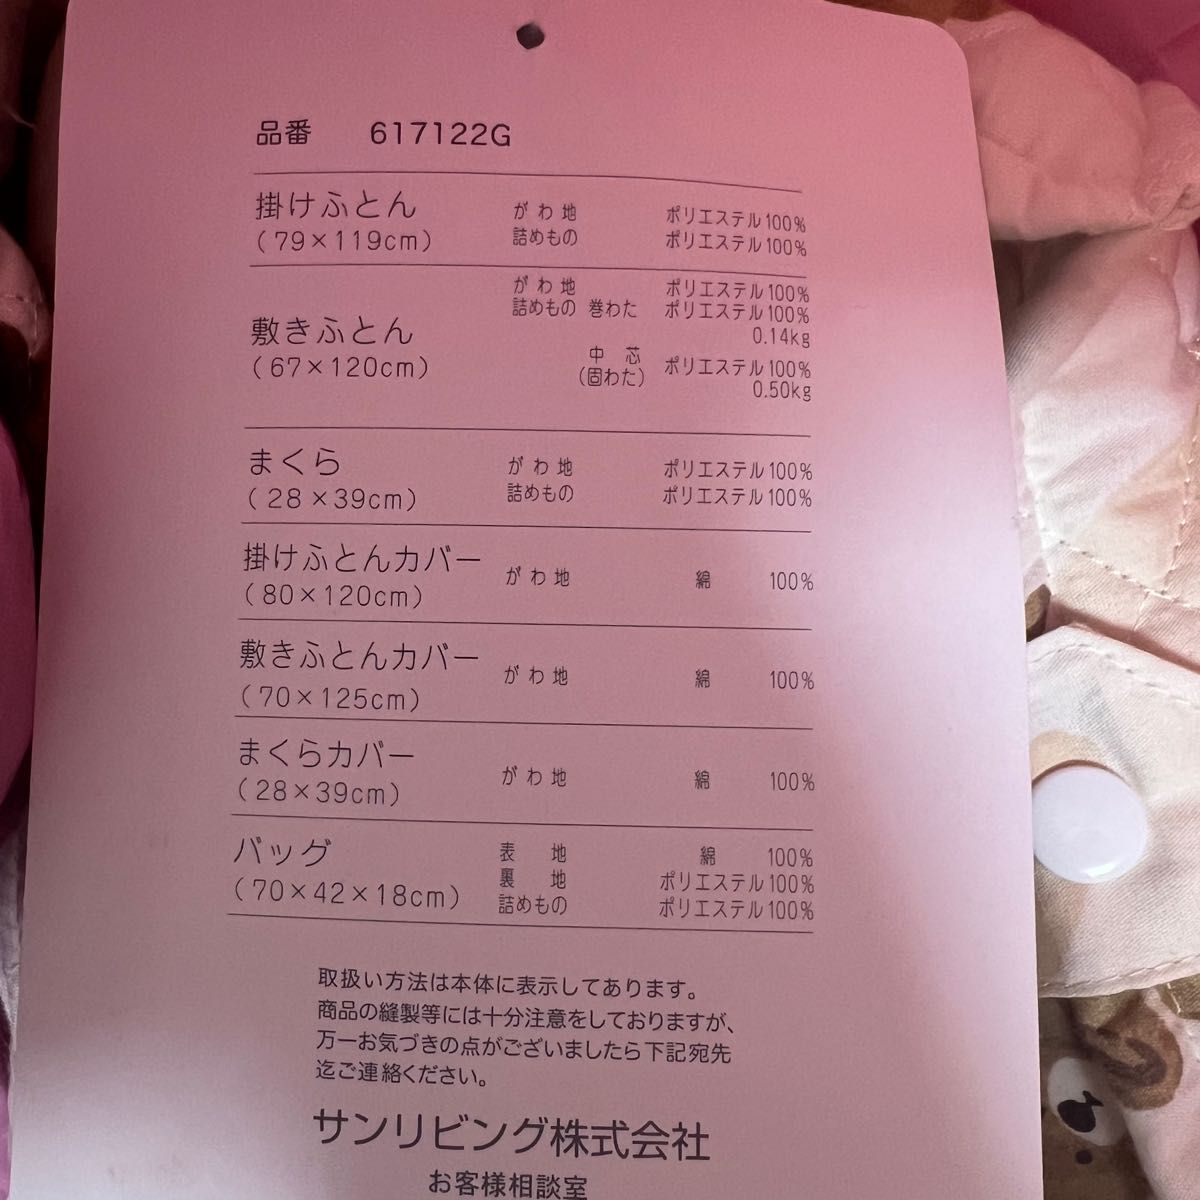 品番 617122G
掛けふとん がわ地 ポリエステル100%
(79×119cm) 詰めもの ポリエステル100%
敷きふとん がわ地 ポリエステル100%
(67×120cm) 詰めもの 巻わた ポリエステル100%
0.14kg
中芯 ポリエステル100%
(固わた) 0.50kg
まくら がわ地 ポリエステル100%
(28×39cm) 詰めもの ポリエステル100%
掛けふとんカバー がわ地 綿 100%
(80×120cm)
敷きふとんカバー がわ地 綿 100%
(70×125cm)
まくらカバー がわ地 綿 100%
(28×39cm)
バッグ 表地 綿 100%
(70×42×18cm) 裏地 ポリエステル100%
詰めもの ポリエステル100%
取扱い方法は本体に表示してあります。
商品の縫製等には十分注意をしておりますが、
万一お気づきの点がございましたら下記宛先
迄ご連絡ください。
サンリビング株式会社
お客様相談室